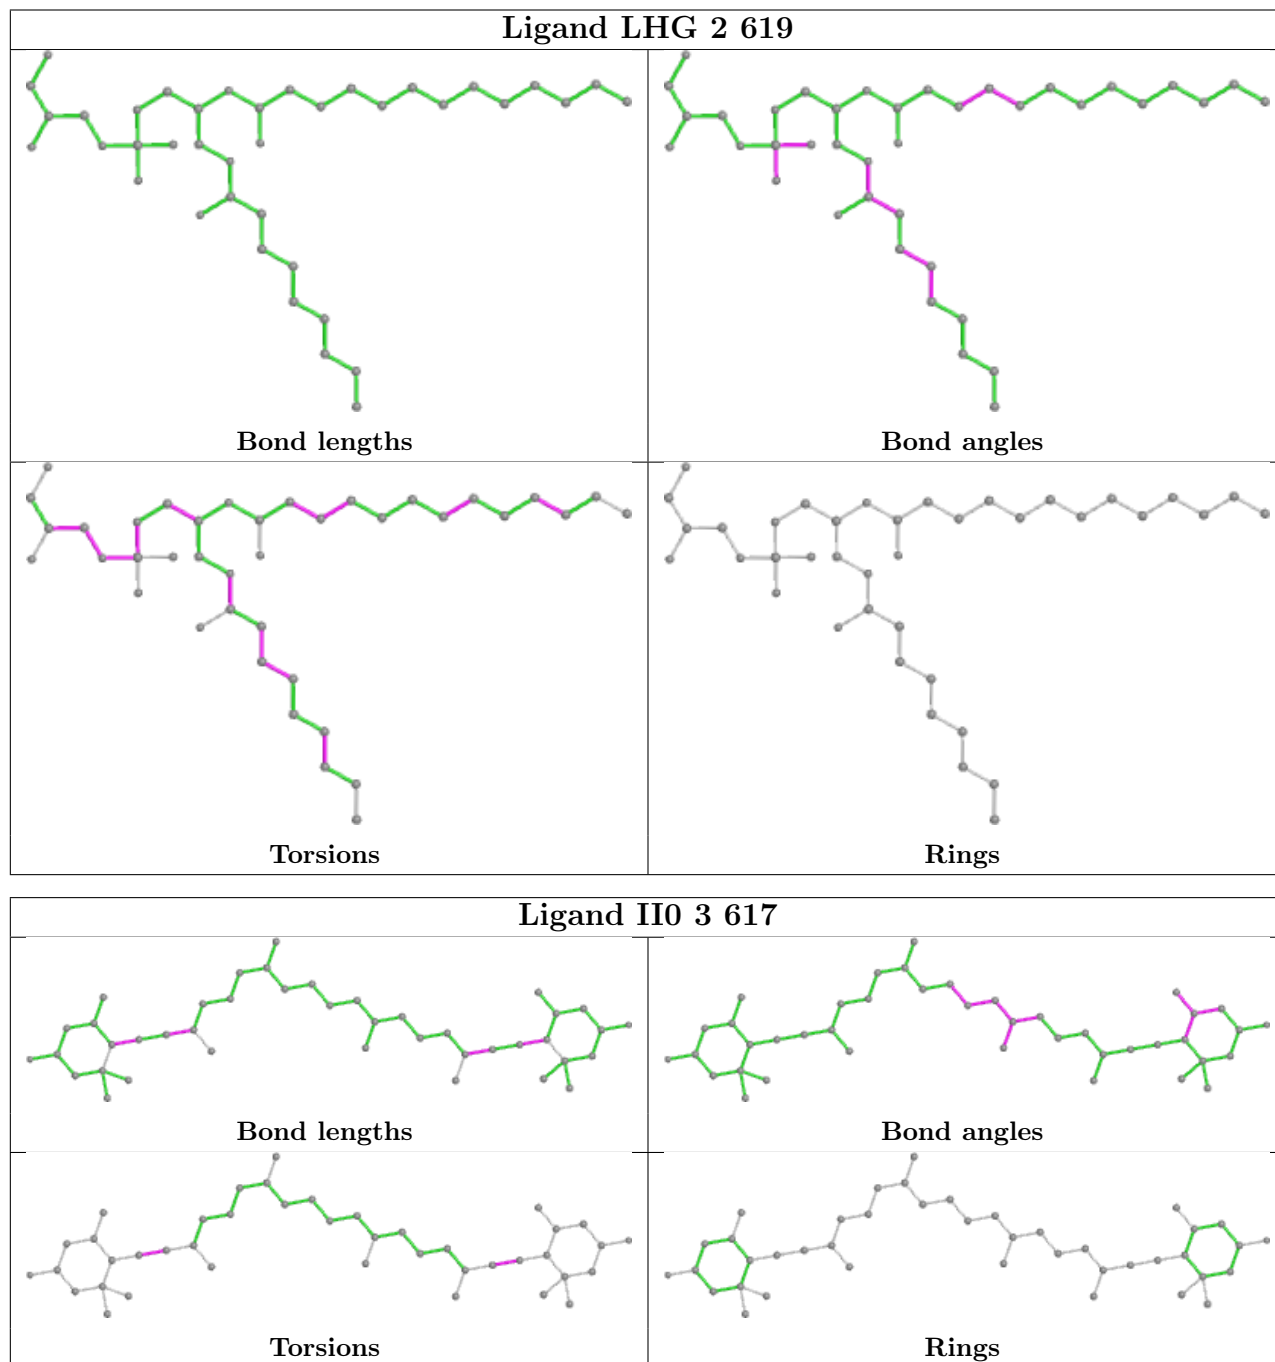 Ligand LHG 2 619
Bond lengths
Bond angles
Torsions
Rings
Ligand II0 3 617
Bond lengths
Bond angles
Torsions
Rings